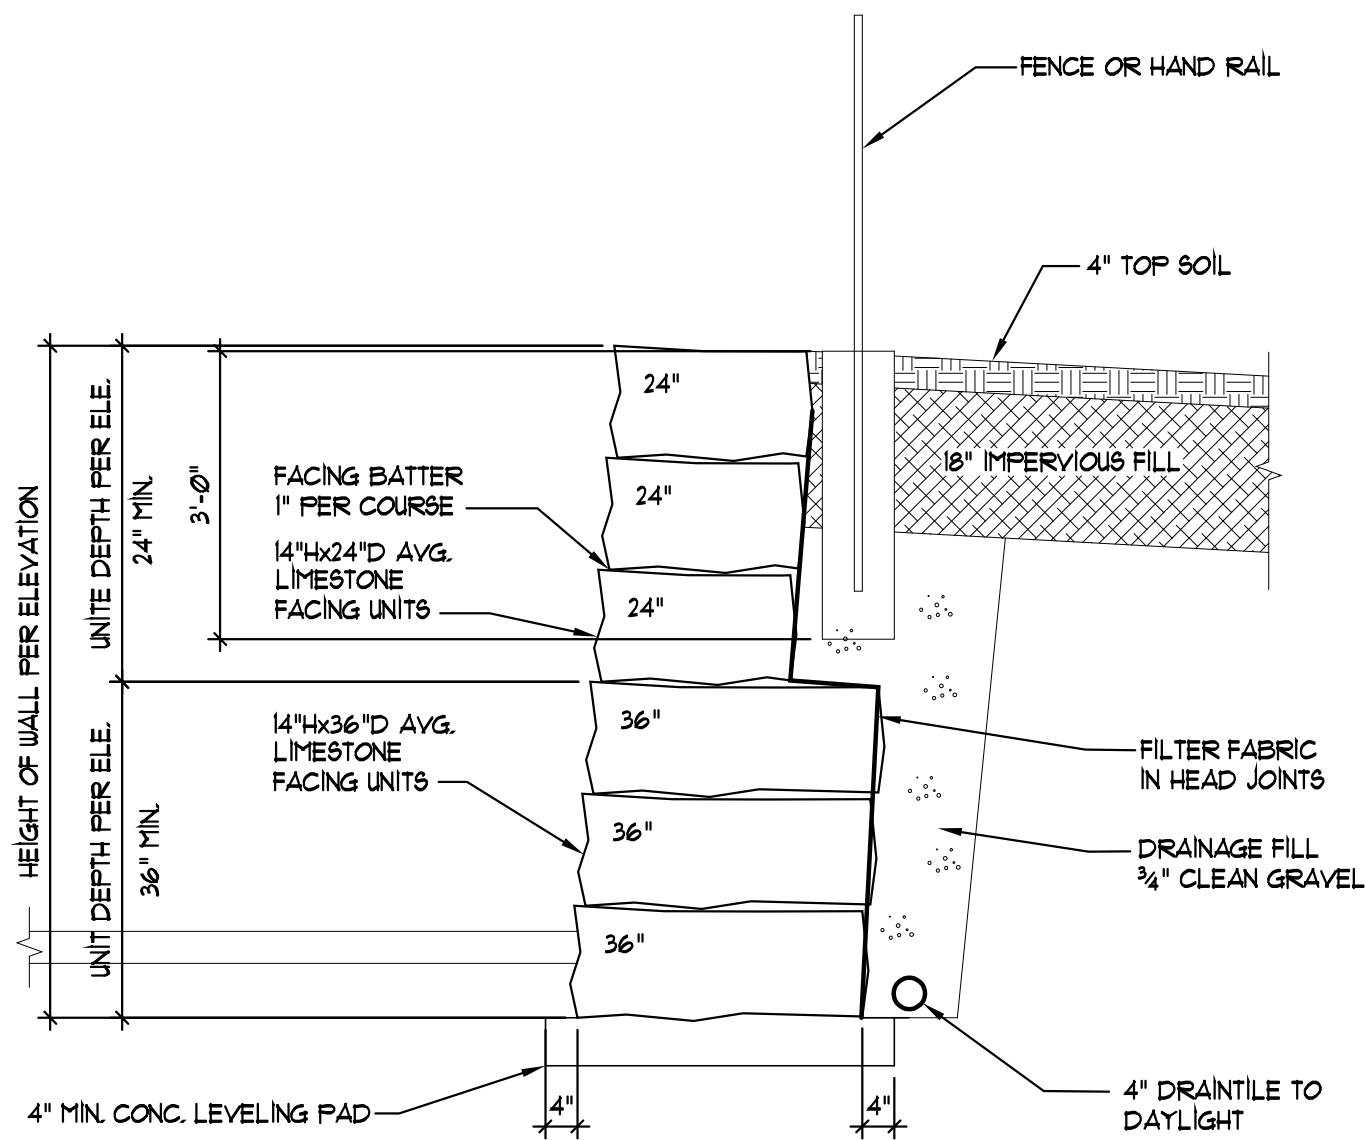 FENCE OR HAND RAIL
4" TOP SOIL
24"
18" IMPERVIOUS FILL
HEIGHT OF WALL PER ELEVATION
UNITE DEPTH PER ELE.
24" MIN.
3'-0"
FACING BATTER
1" PER COURSE
24"
14"Hx24"D AVG.
LIMESTONE
FACING UNITS
24"
UNIT DEPTH PER ELE.
36" MIN.
14"Hx36"D AVG.
LIMESTONE
FACING UNITS
36"
FILTER FABRIC
IN HEAD JOINTS
36"
DRAINAGE FILL
3/4" CLEAN GRAVEL
36"
4" MIN. CONC. LEVELING PAD
4"
4"
4" DRAINTILE TO
DAYLIGHT